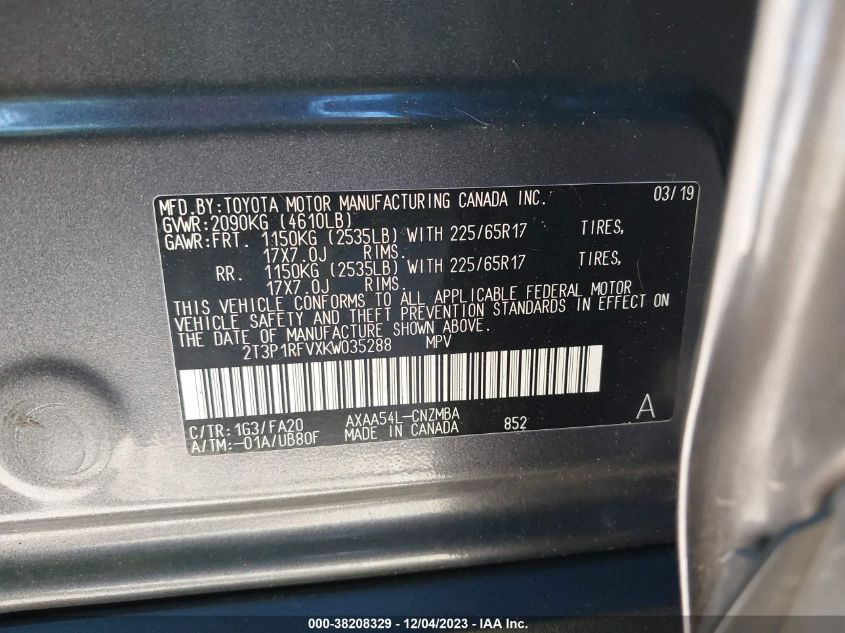 MFD.BY:TOYOTA MOTOR MANUFACTURING CANADA INC. 03/19
GVWR:2090KG (4610LB)
GAWR:FRT. 1150KG (2535LB) WITH 225/65R17 TIRES,
17X7.0J RIMS.
RR. 1150KG (2535LB) WITH 225/65R17 TIRES,
17X7.0J RIMS.
THIS VEHICLE CONFORMS TO ALL APPLICABLE FEDERAL MOTOR
VEHICLE SAFETY AND THEFT PREVENTION STANDARDS IN EFFECT ON
THE DATE OF MANUFACTURE SHOWN ABOVE.
2T3P1RFVXKW035288 MPV
C/TR:1G3/FA20 AXAA54L-CNZMBA
A/TM:-01A/UB80F MADE IN CANADA 852 A
000-38208329 - 12/04/2023 - IAA Inc.